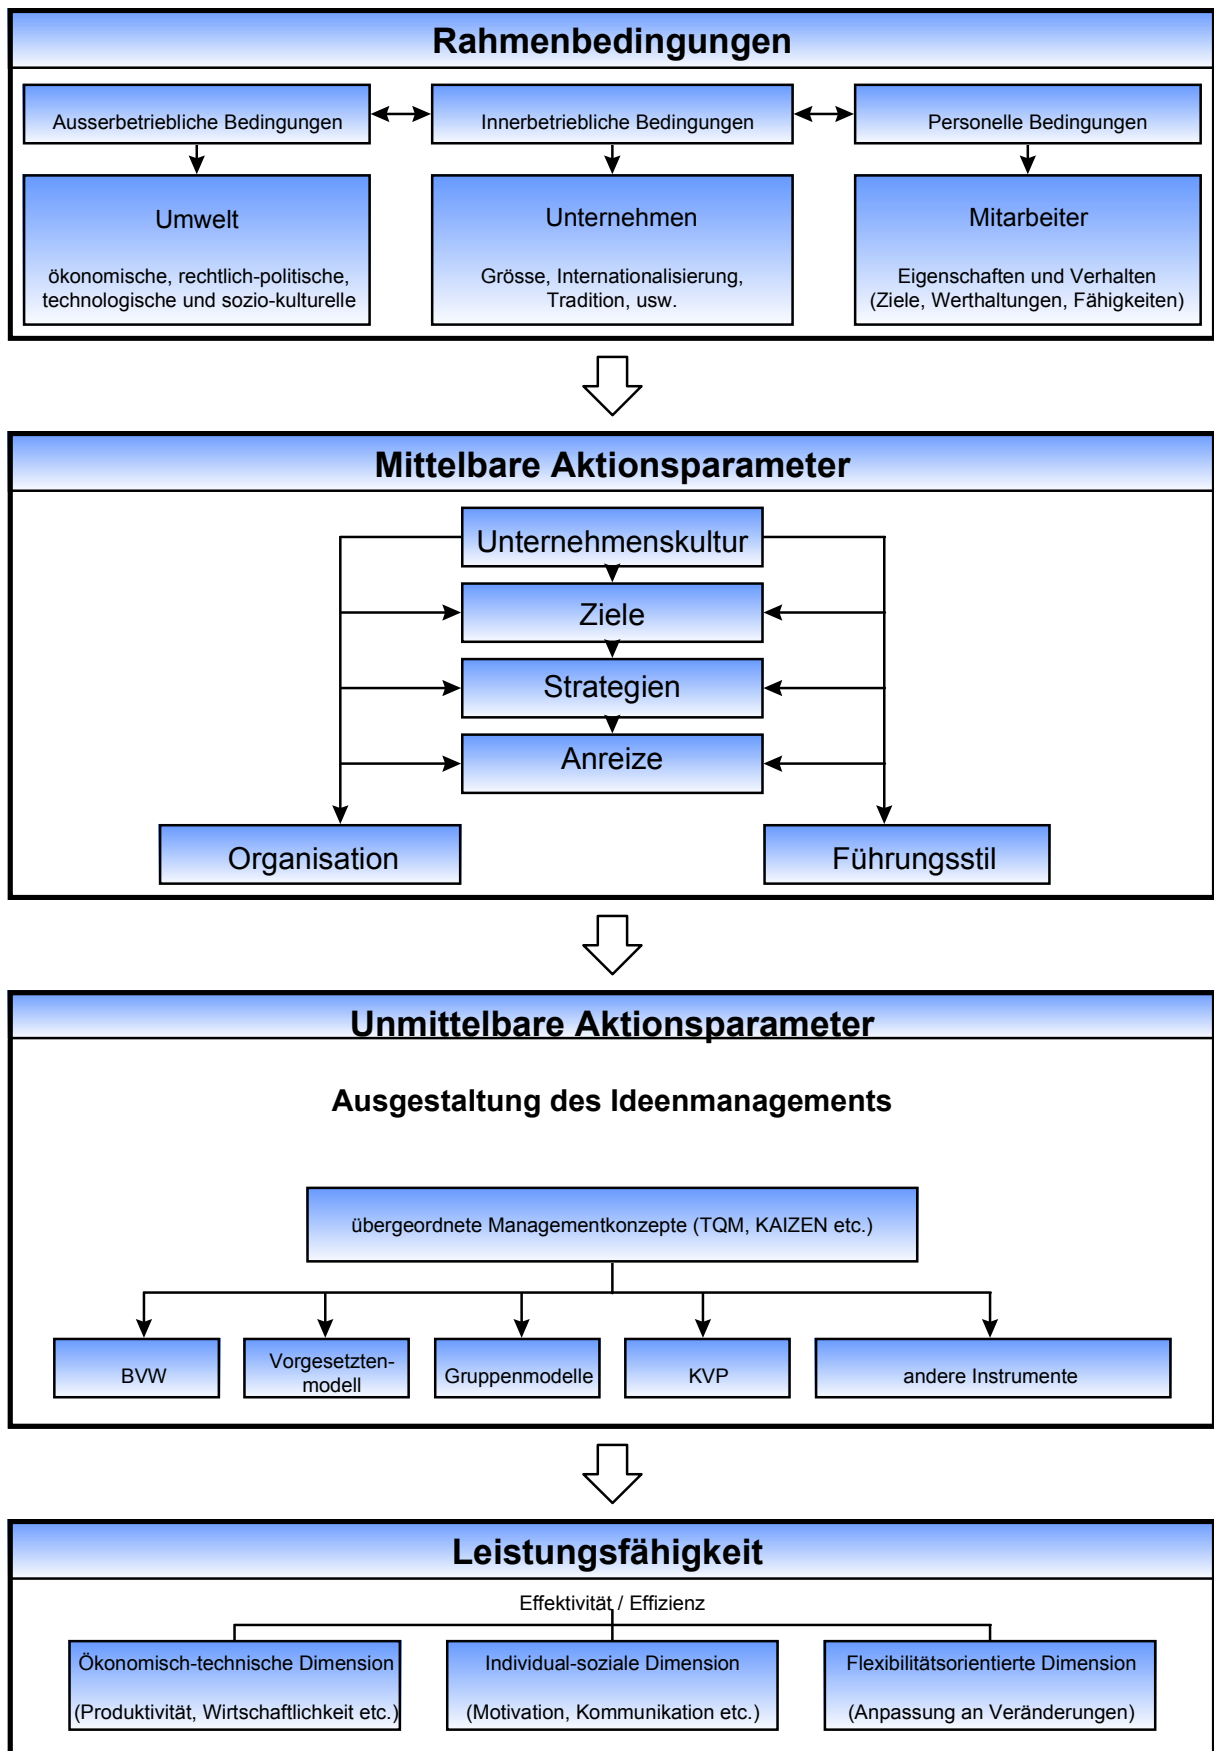 Rahmenbedingungen
Ausserbetriebliche Bedingungen
Innerbetriebliche Bedingungen
Personelle Bedingungen
Umwelt
ökonomische, rechtlich-politische,
technologische und sozio-kulturelle
Unternehmen
Grösse, Internationalisierung,
Tradition, usw.
Mitarbeiter
Eigenschaften und Verhalten
(Ziele, Werthaltungen, Fähigkeiten)
Mittelbare Aktionsparameter
Unternehmenskultur
Ziele
Strategien
Anreize
Organisation
Führungsstil
Unmittelbare Aktionsparameter
Ausgestaltung des Ideenmanagements
übergeordnete Managementkonzepte (TQM, KAIZEN etc.)
BVW
Vorgesetzten-
modell
Gruppenmodelle
KVP
andere Instrumente
Leistungsfähigkeit
Effektivität / Effizienz
Ökonomisch-technische Dimension
(Produktivität, Wirtschaftlichkeit etc.)
Individual-soziale Dimension
(Motivation, Kommunikation etc.)
Flexibilitätsorientierte Dimension
(Anpassung an Veränderungen)